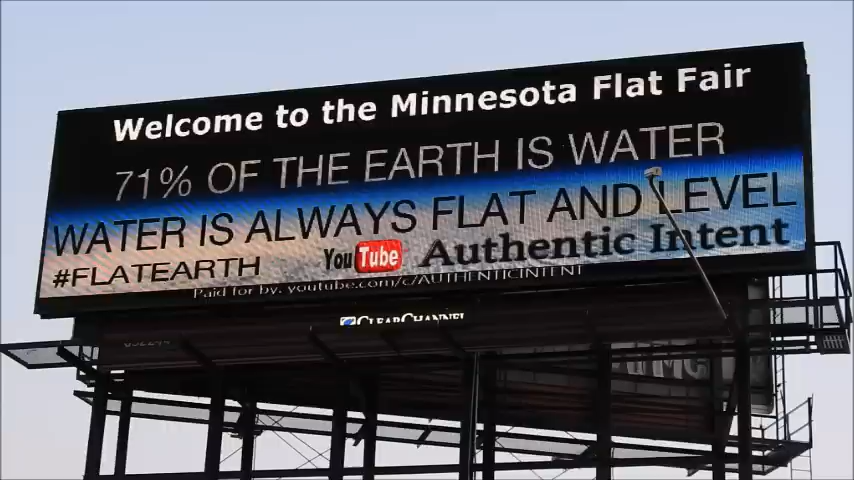 Welcome to the Minnesota Flat Fair
71% OF THE EARTH IS WATER
WATER IS ALWAYS FLAT AND LEVEL
#FLATEARTH YouTube Authentic Intent
Paid for by: youtube.com/c/AUTHENTICINTENT
CLEARCHANNEL